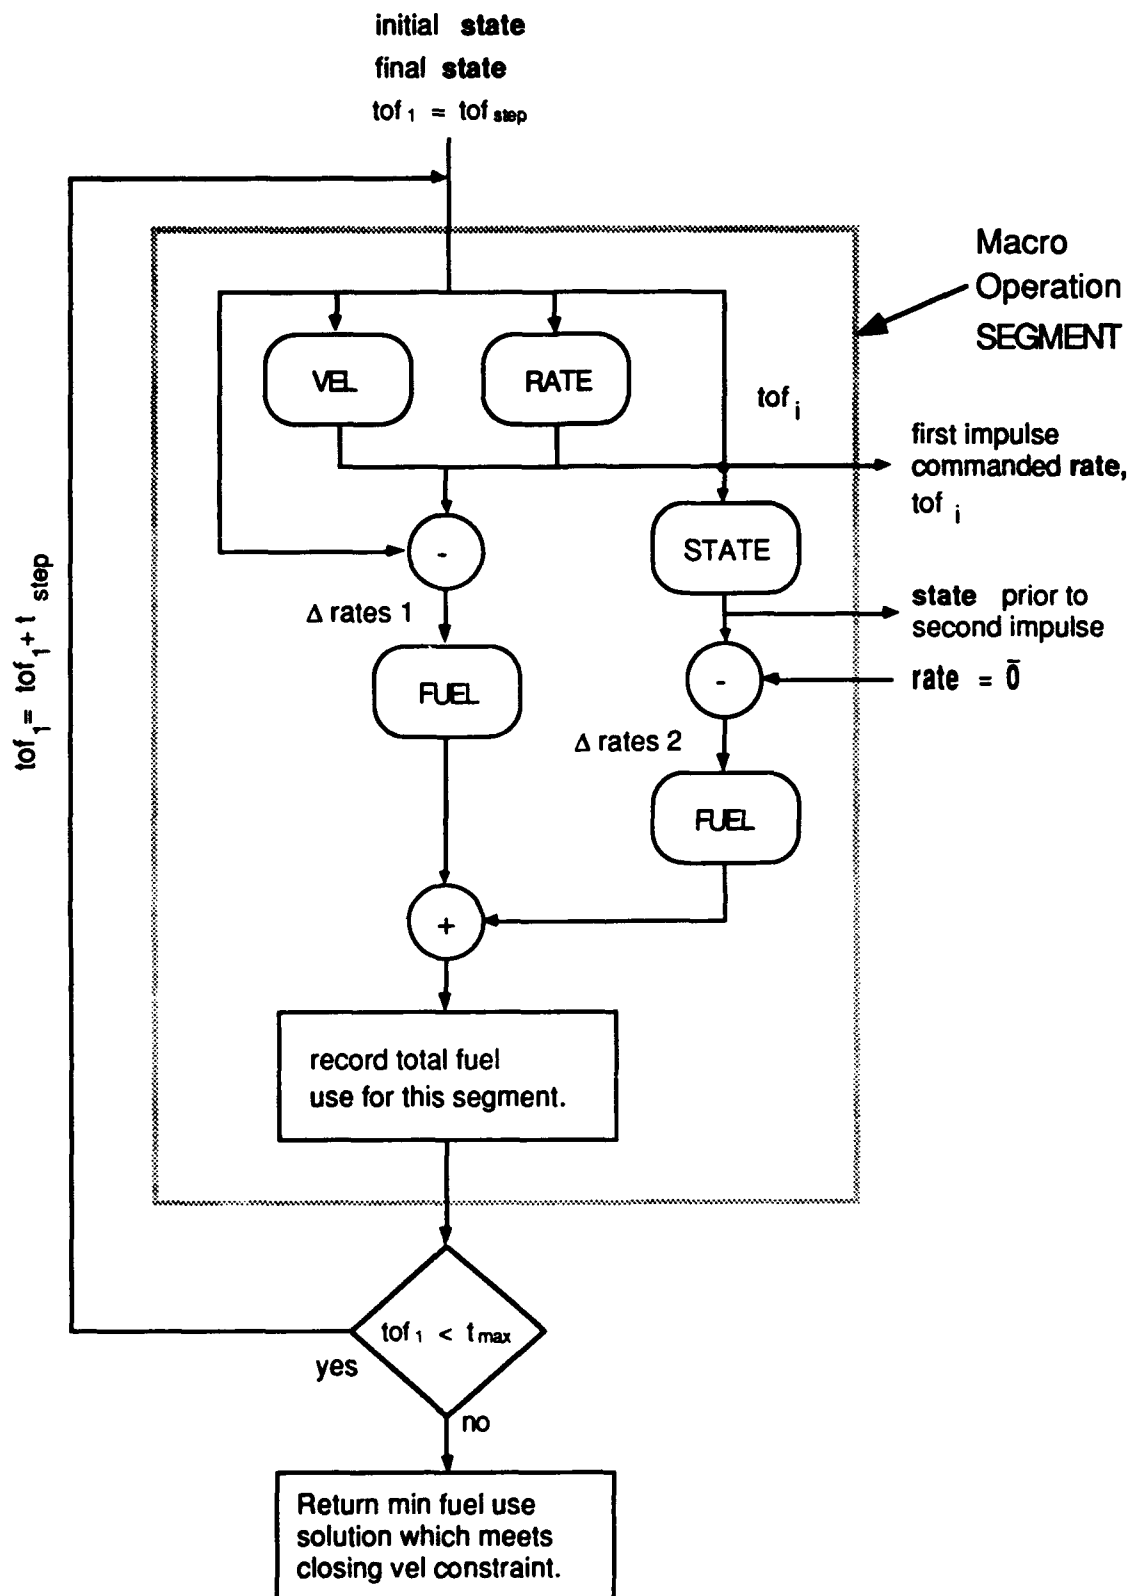 initial state
final state
tof 1 = tof step
Macro
Operation
SEGMENT
VEL
RATE
tof i
first impulse
commanded rate,
tof i
-
STATE
Δ rates 1
state prior to
second impulse
FUEL
-
rate = 0̄
Δ rates 2
FUEL
+
tof 1 = tof 1 + t step
record total fuel
use for this segment.
tof 1 < t max
yes
no
Return min fuel use
solution which meets
closing vel constraint.